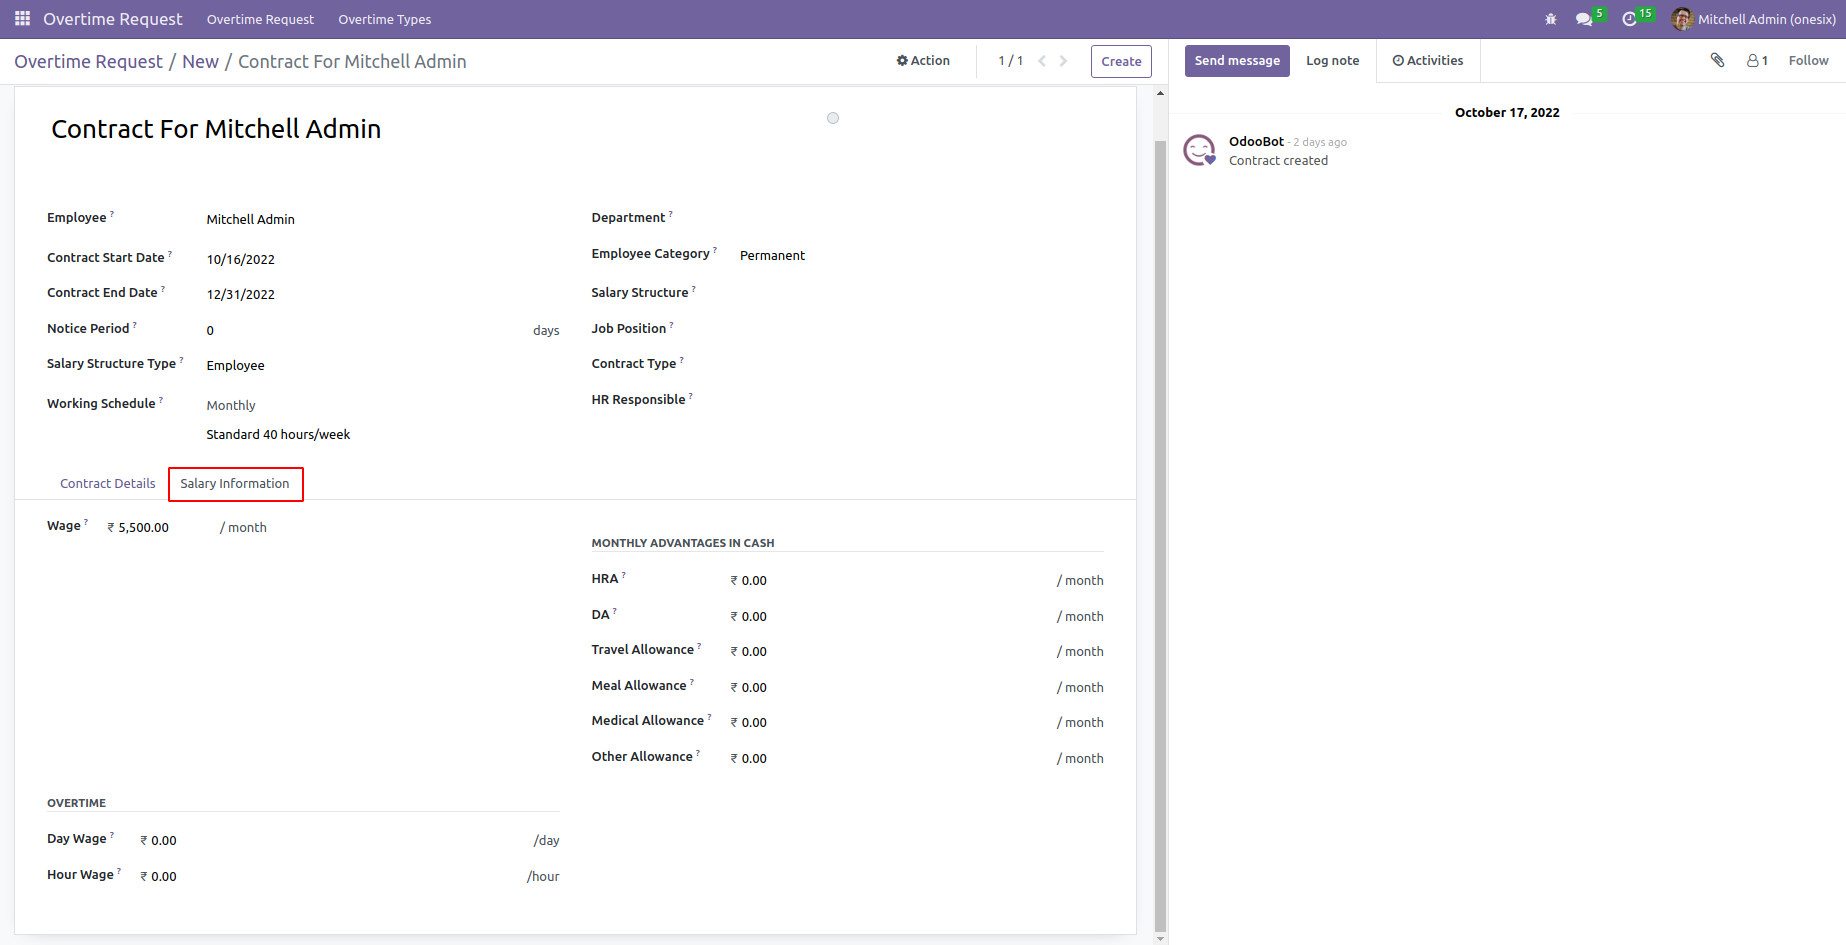 Overtime Request Overtime Request Overtime Types 5 15 Mitchell Admin (onesix)
Overtime Request / New / Contract For Mitchell Admin Action 1 / 1 Create
Send message Log note Activities 1 Follow
Contract For Mitchell Admin
Employee ? Mitchell Admin
Contract Start Date ? 10/16/2022
Contract End Date ? 12/31/2022
Notice Period ? 0 days
Salary Structure Type ? Employee
Working Schedule ? Monthly
Standard 40 hours/week
Department ?
Employee Category ? Permanent
Salary Structure ?
Job Position ?
Contract Type ?
HR Responsible ?
Contract Details Salary Information
Wage ? ₹ 5,500.00 / month
MONTHLY ADVANTAGES IN CASH
HRA ? ₹ 0.00 / month
DA ? ₹ 0.00 / month
Travel Allowance ? ₹ 0.00 / month
Meal Allowance ? ₹ 0.00 / month
Medical Allowance ? ₹ 0.00 / month
Other Allowance ? ₹ 0.00 / month
OVERTIME
Day Wage ? ₹ 0.00 /day
Hour Wage ? ₹ 0.00 /hour
October 17, 2022
OdooBot - 2 days ago
Contract created